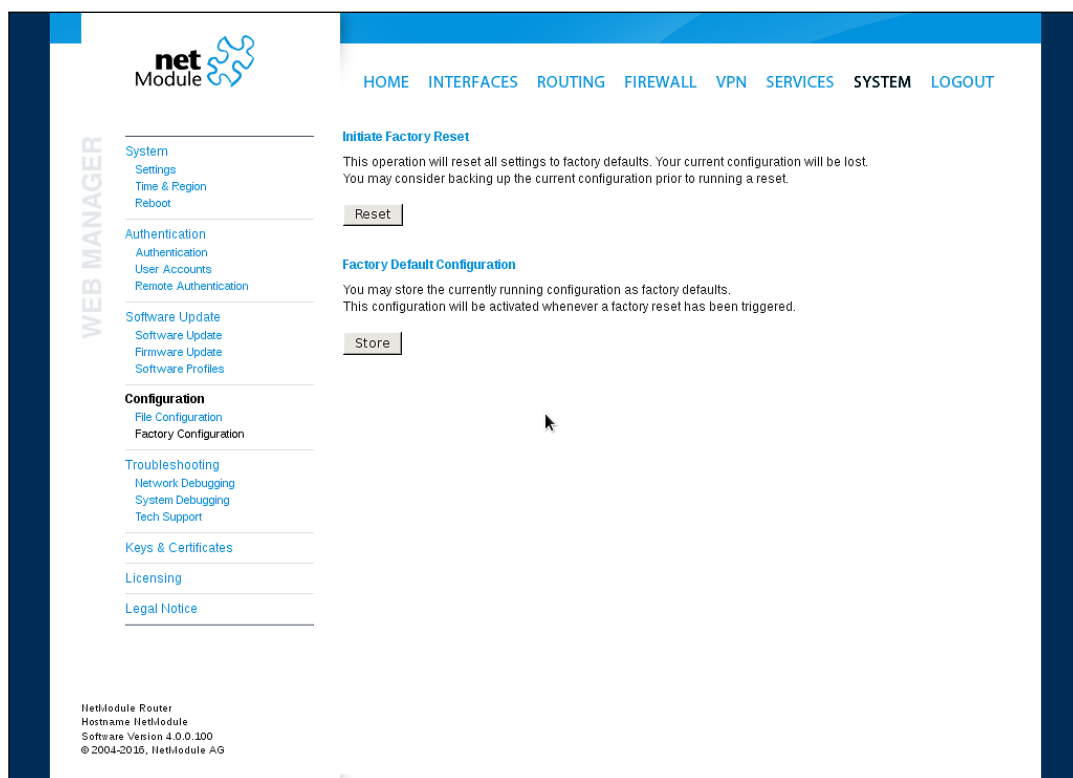 net
Module
HOME INTERFACES ROUTING FIREWALL VPN SERVICES SYSTEM LOGOUT
WEB MANAGER
System
Settings
Time & Region
Reboot
Authentication
Authentication
User Accounts
Remote Authentication
Software Update
Software Update
Firmware Update
Software Profiles
Configuration
File Configuration
Factory Configuration
Troubleshooting
Network Debugging
System Debugging
Tech Support
Keys & Certificates
Licensing
Legal Notice
Initiate Factory Reset
This operation will reset all settings to factory defaults. Your current configuration will be lost.
You may consider backing up the current configuration prior to running a reset.
Reset
Factory Default Configuration
You may store the currently running configuration as factory defaults.
This configuration will be activated whenever a factory reset has been triggered.
Store
NetModule Router
Hostname NetModule
Software Version 4.0.0.100
© 2004-2016, NetModule AG